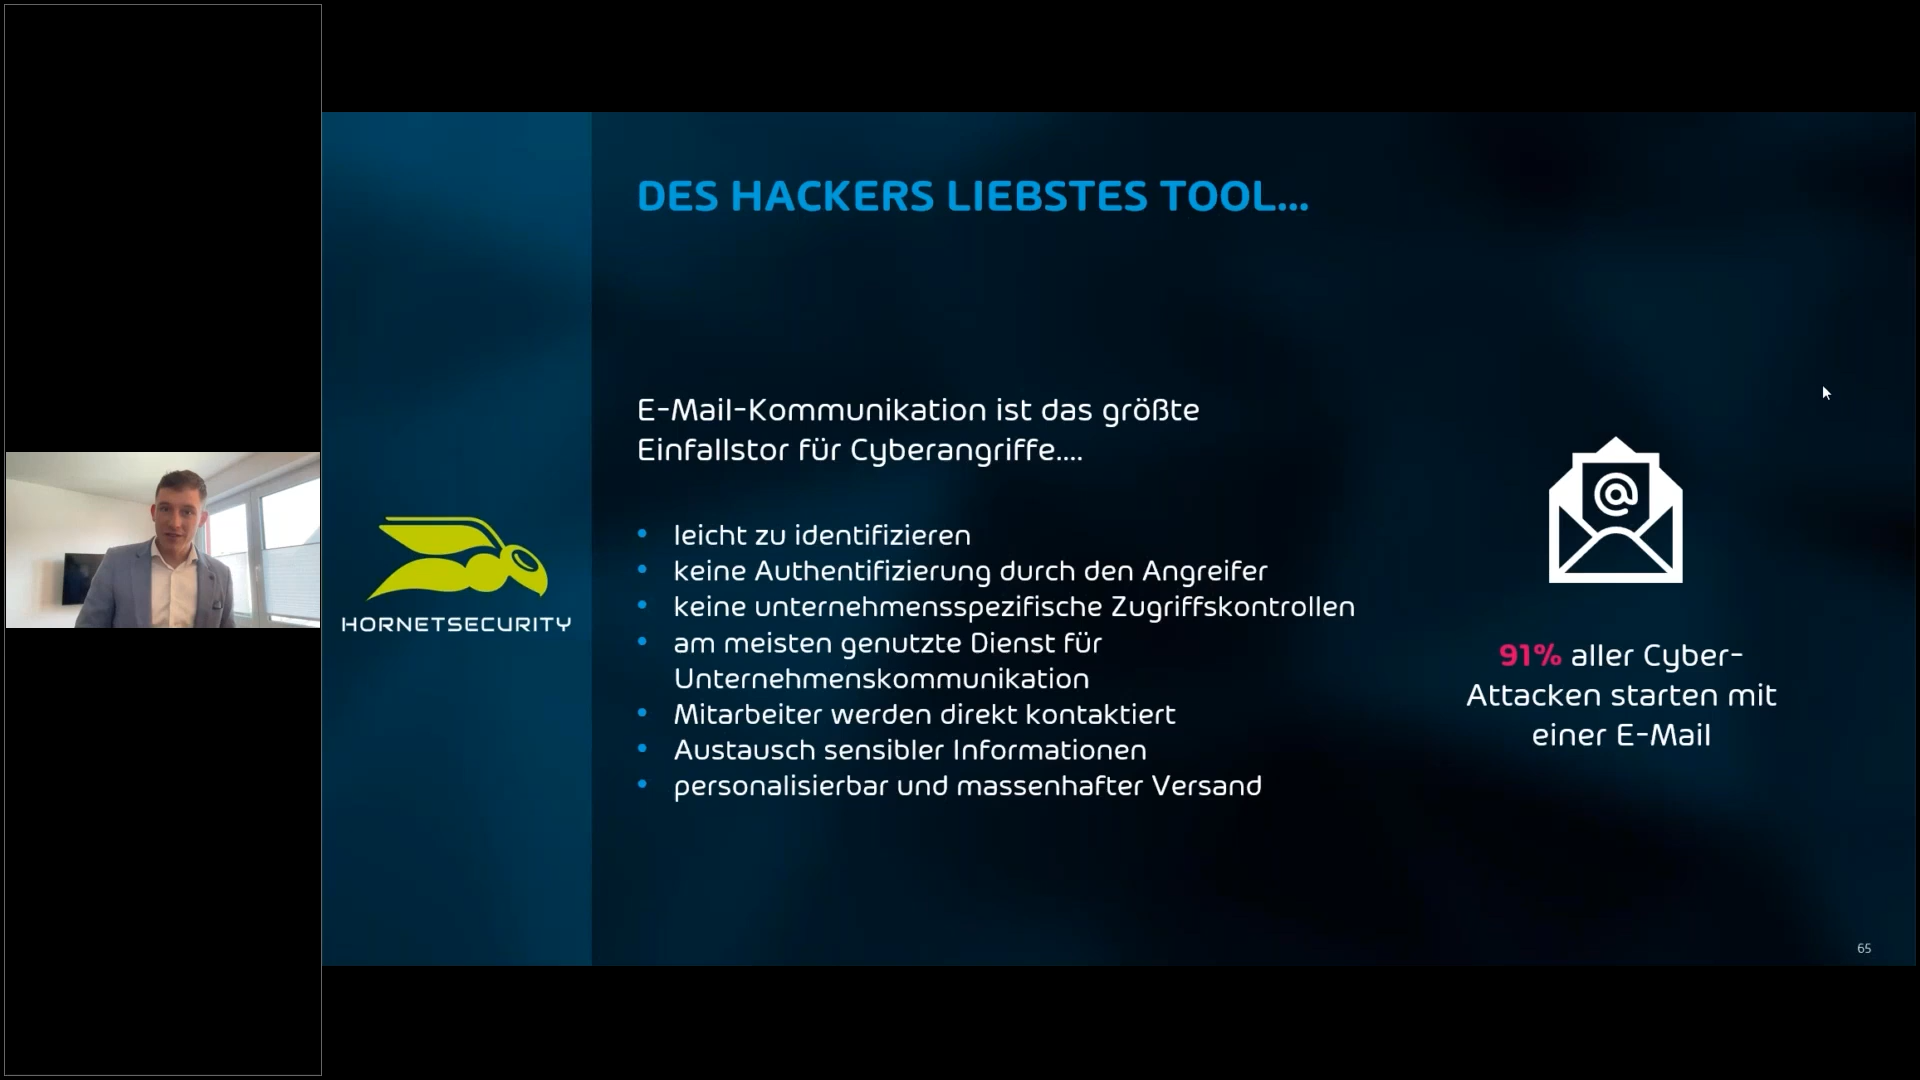 DES HACKERS LIEBSTES TOOL...
E-Mail-Kommunikation ist das größte
Einfallstor für Cyberangriffe....
• leicht zu identifizieren
• keine Authentifizierung durch den Angreifer
• keine unternehmensspezifische Zugriffskontrollen
• am meisten genutzte Dienst für
Unternehmenskommunikation
• Mitarbeiter werden direkt kontaktiert
• Austausch sensibler Informationen
• personalisierbar und massenhafter Versand
HORNETSECURITY
@
91% aller Cyber-
Attacken starten mit
einer E-Mail
65